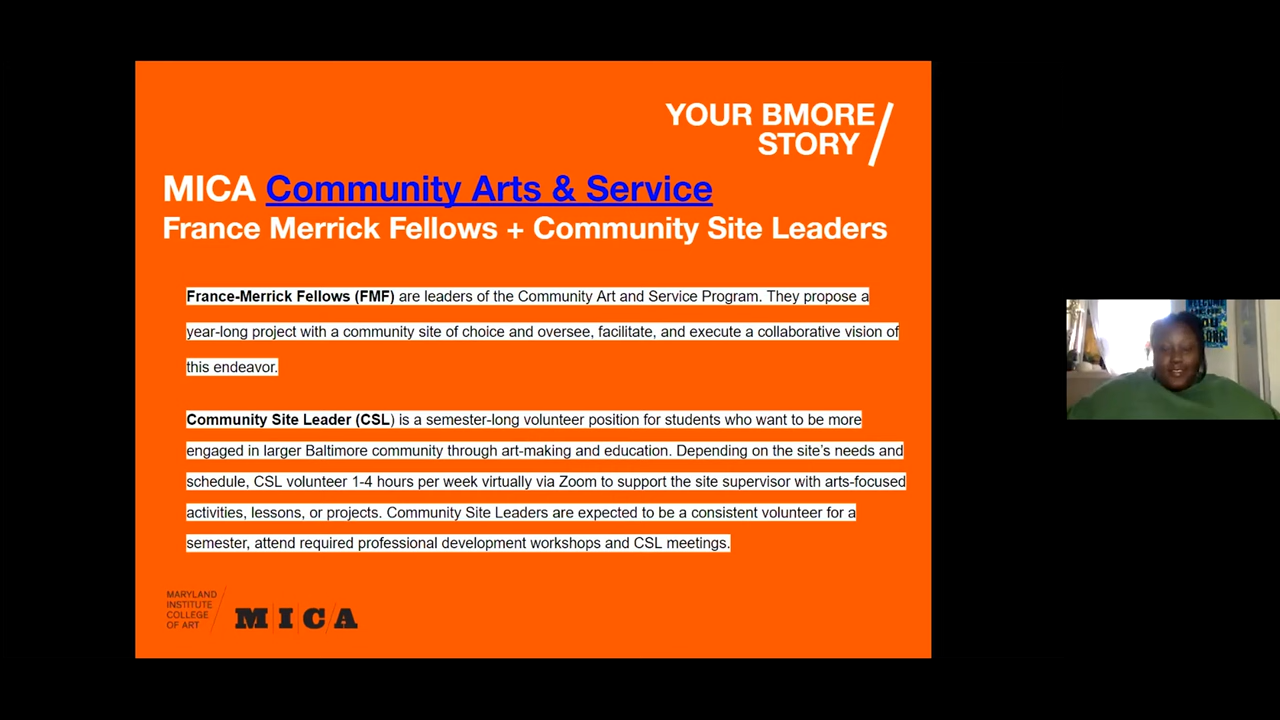 YOUR BMORE
STORY
MICA Community Arts & Service
France Merrick Fellows + Community Site Leaders
France-Merrick Fellows (FMF) are leaders of the Community Art and Service Program. They propose a
year-long project with a community site of choice and oversee, facilitate, and execute a collaborative vision of
this endeavor.
Community Site Leader (CSL) is a semester-long volunteer position for students who want to be more
engaged in larger Baltimore community through art-making and education. Depending on the site's needs and
schedule, CSL volunteer 1-4 hours per week virtually via Zoom to support the site supervisor with arts-focused
activities, lessons, or projects. Community Site Leaders are expected to be a consistent volunteer for a
semester, attend required professional development workshops and CSL meetings.
MARYLAND
INSTITUTE
COLLEGE
OF ART
MICA